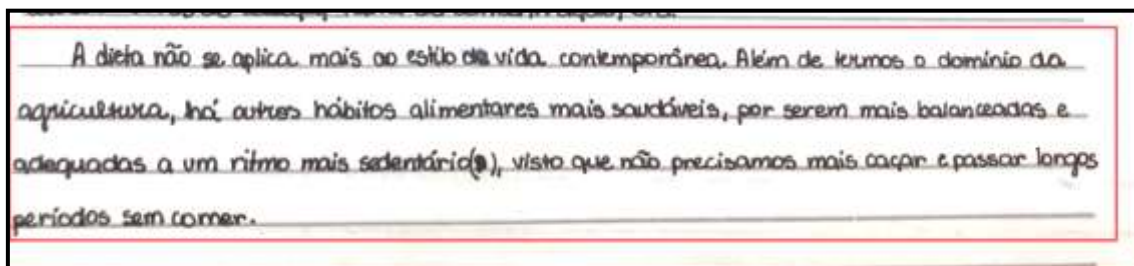 A dieta não se aplica mais ao estilo de vida contemporânea. Além de termos o domínio da
agricultura, há outros hábitos alimentares mais saudáveis, por serem mais balanceadas e
adequadas a um ritmo mais sedentário(s), visto que não precisamos mais caçar e passar longos
períodos sem comer.